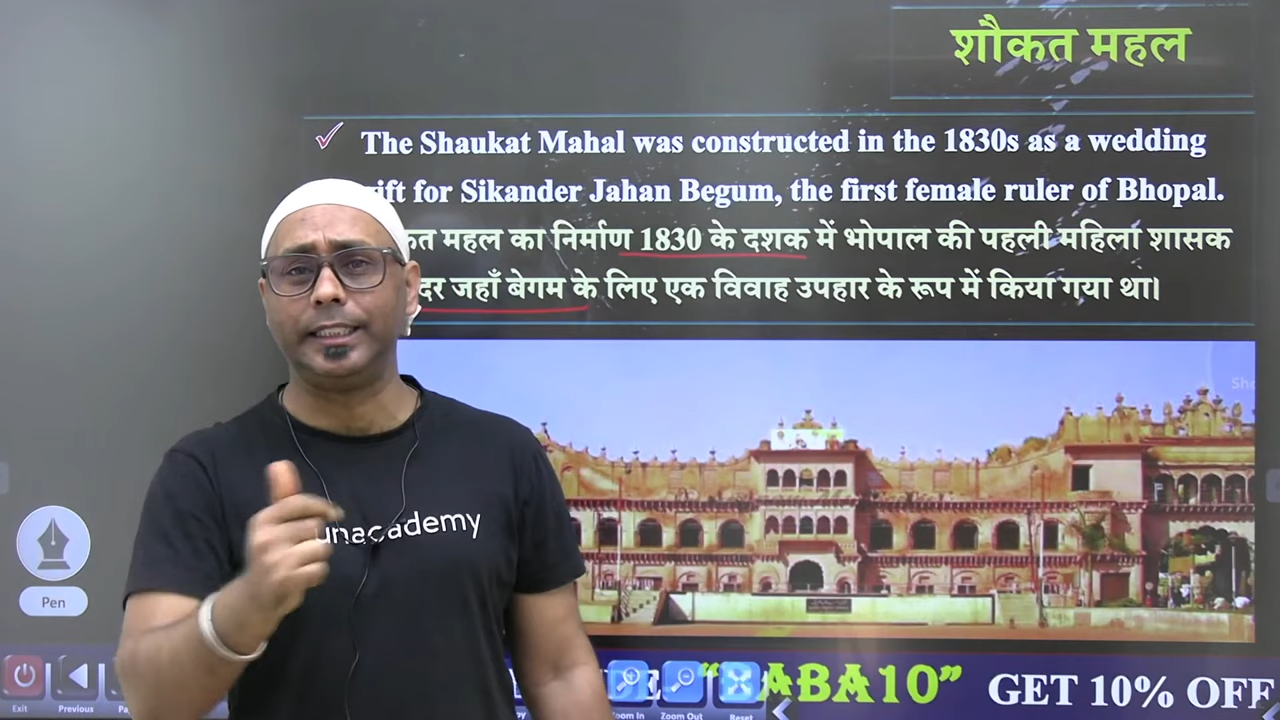 शौकत महल
The Shaukat Mahal was constructed in the 1830s as a wedding
for Sikander Jahan Begum, the first female ruler of Bhopal.
महल का निर्माण 1830 के दशक में भोपाल की पहली महिला शासक
जहाँ बेगम के लिए एक विवाह उपहार के रूप में किया गया था।
unacademy
Pen
"BABA10" GET 10% OFF
Exit
Previous
Zoom In
Zoom Out
Reset